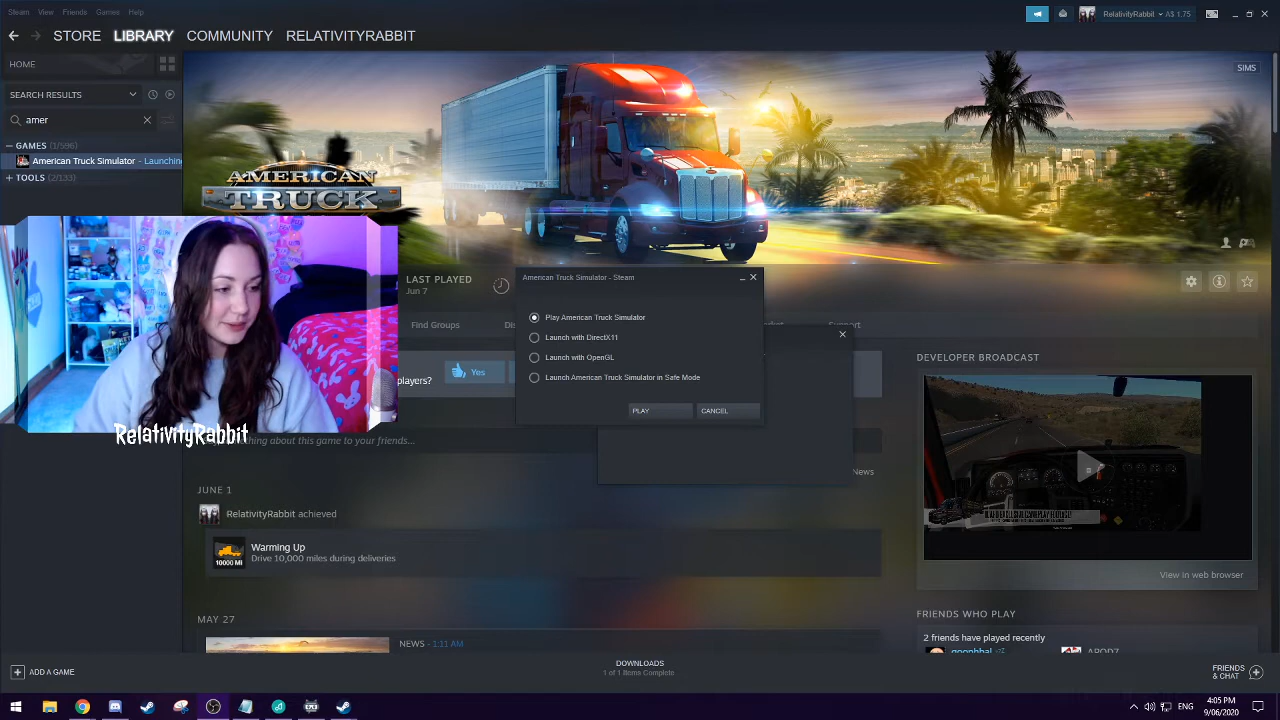 Steam View Friends Games Help
RelativityRabbit A$ 1.75
STORE LIBRARY COMMUNITY RELATIVITYRABBIT
HOME
SIMS
SEARCH RESULTS
amer
GAMES (1/596)
American Truck Simulator - Launching
TOOLS (2/133)
AMERICAN
TRUCK
LAST PLAYED
Jun 7
American Truck Simulator - Steam
Play American Truck Simulator
Launch with DirectX11
Launch with OpenGL
Launch American Truck Simulator in Safe Mode
PLAY CANCEL
Find Groups
Support
players?
Yes
DEVELOPER BROADCAST
RelativityRabbit
thing about this game to your friends...
News
JUNE 1
RelativityRabbit achieved
Warming Up
Drive 10,000 miles during deliveries
10000 MI
View in web browser
MAY 27
NEWS - 1:11 AM
FRIENDS WHO PLAY
2 friends have played recently
goophbal
APOD7
ADD A GAME
DOWNLOADS
1 of 1 Items Complete
FRIENDS
& CHAT
ENG
4:05 PM
9/06/2020